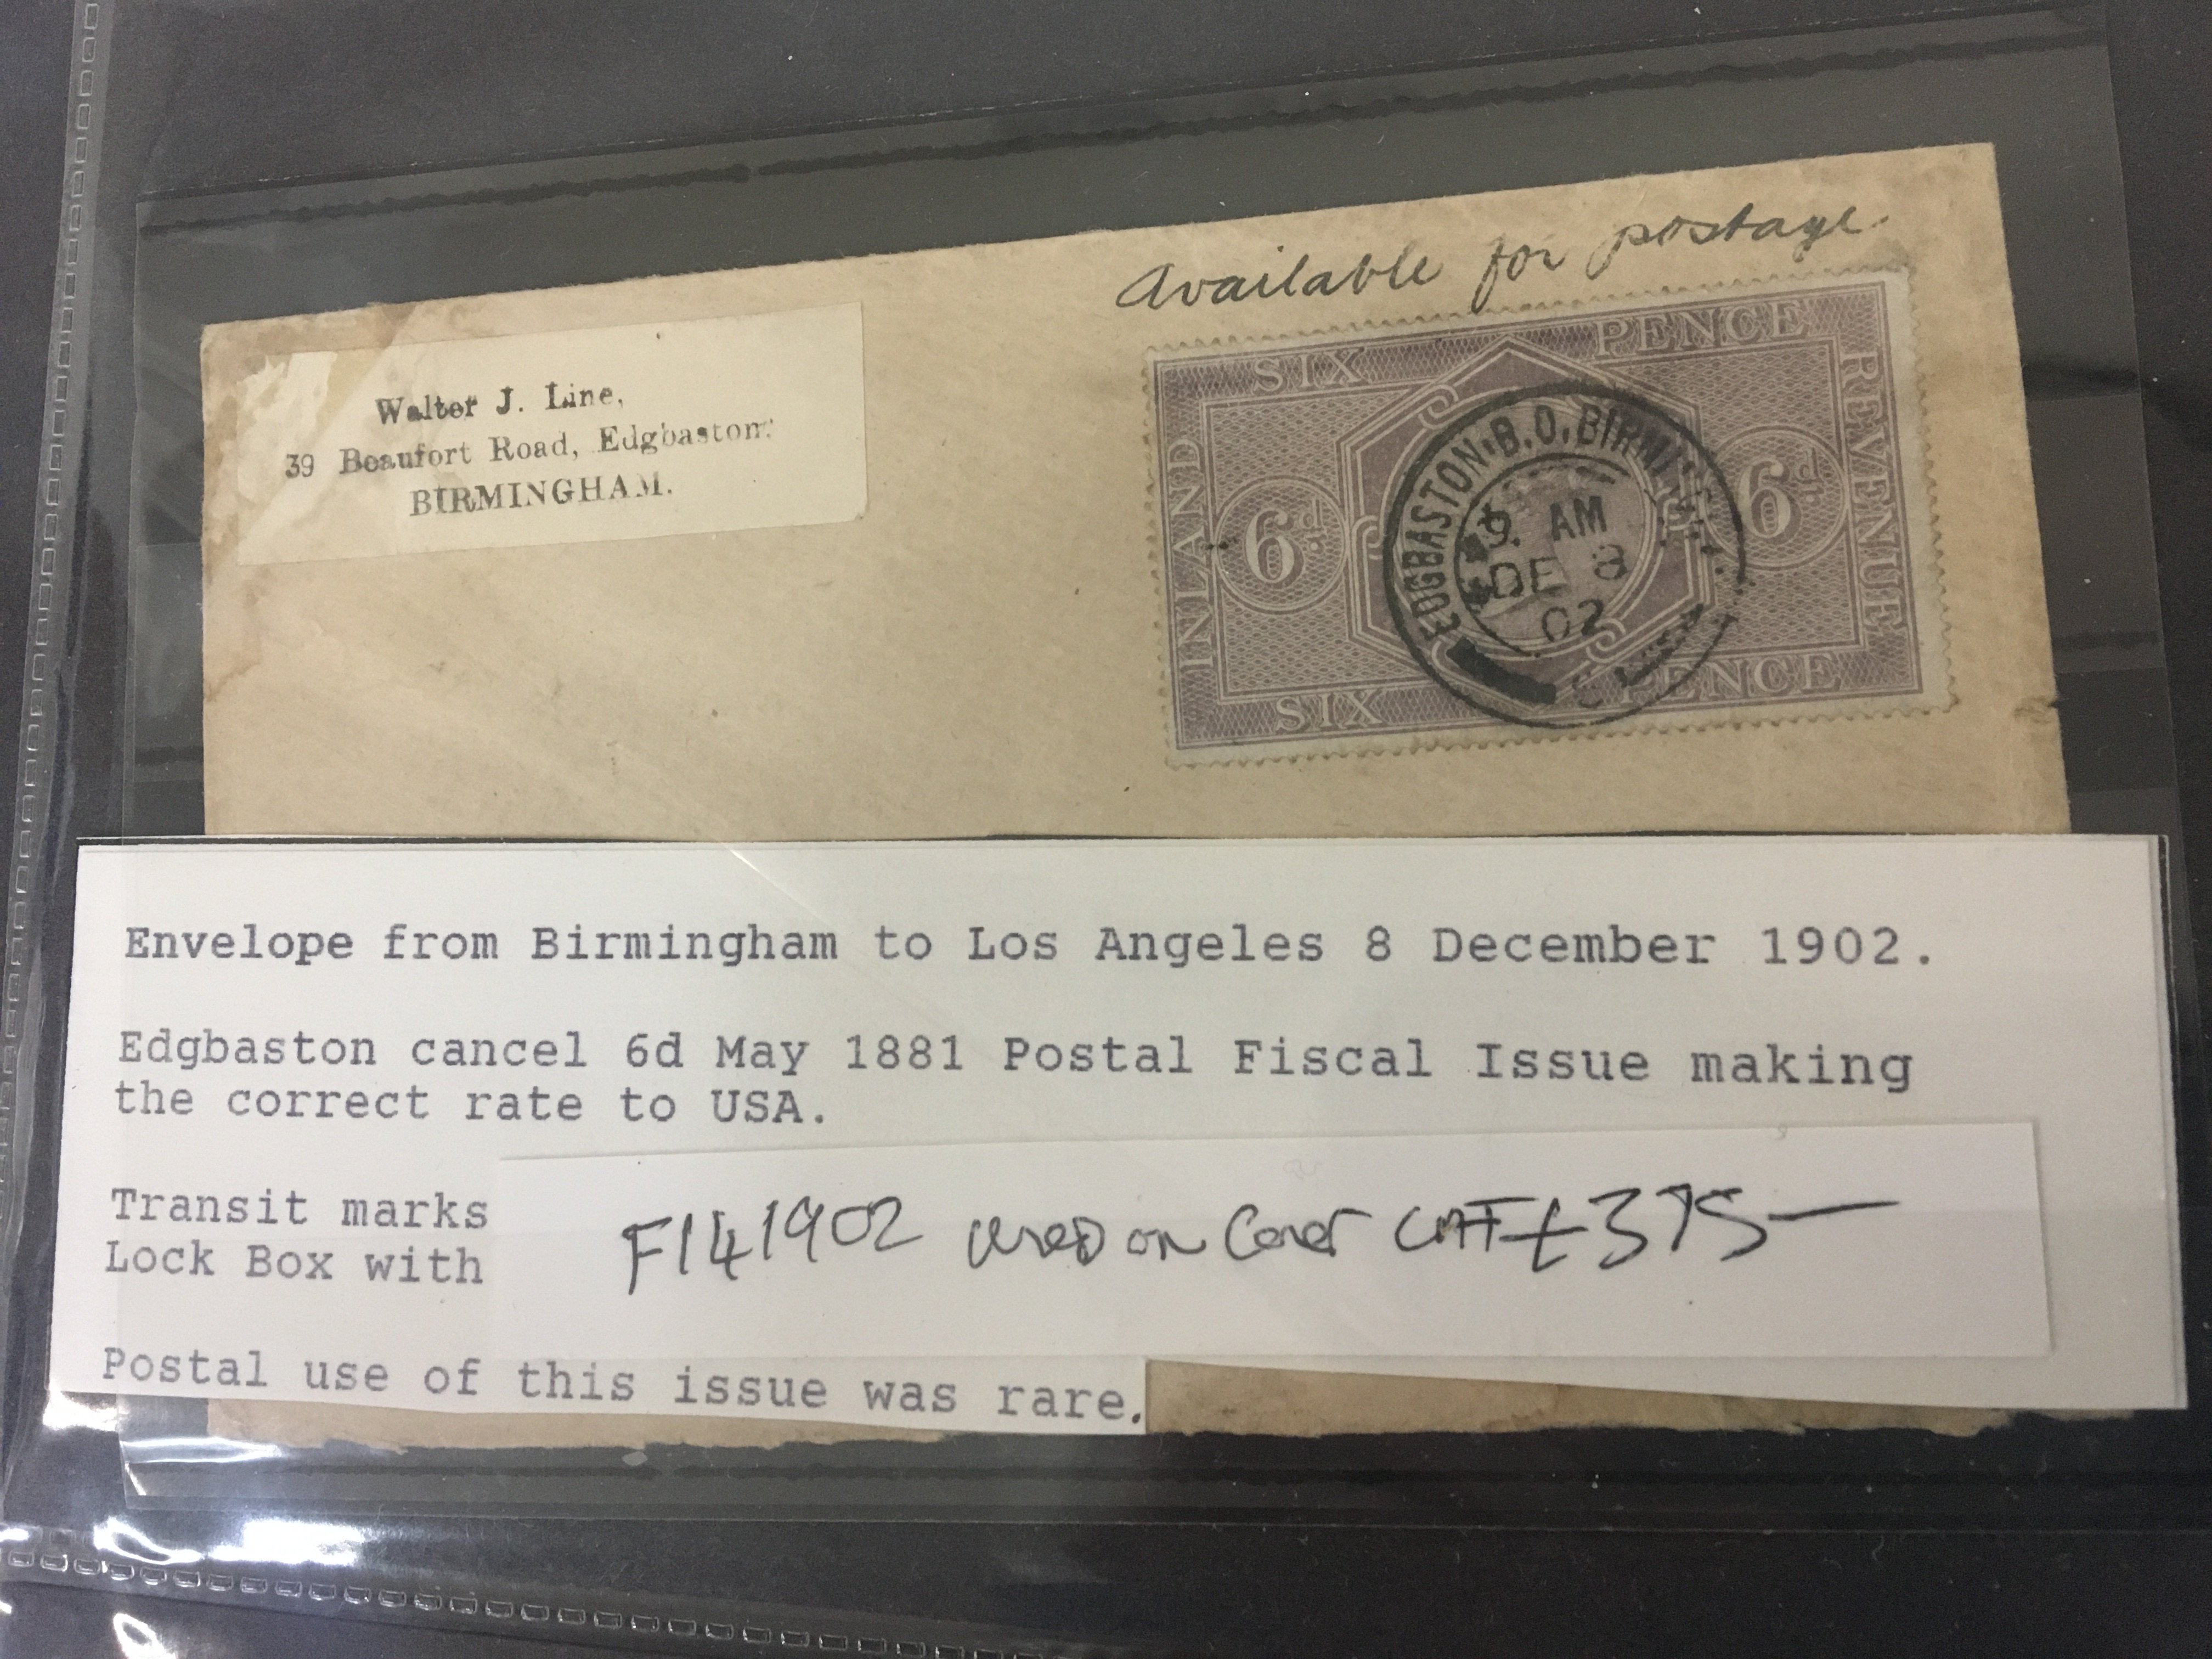 Available for postage.
Walter J. Line,
39 Beaufort Road, Edgbaston.
BIRMINGHAM.
SIX PENCE
INLAND
REVENUE
6d.
6d.
SIX PENCE
EDGBASTON.B.O.BIRMI
9. AM
DE 8
02
Envelope from Birmingham to Los Angeles 8 December 1902.
Edgbaston cancel 6d May 1881 Postal Fiscal Issue making
the correct rate to USA.
Transit marks
Lock Box with
F14 1902 used on Cover CAT £375—
Postal use of this issue was rare.